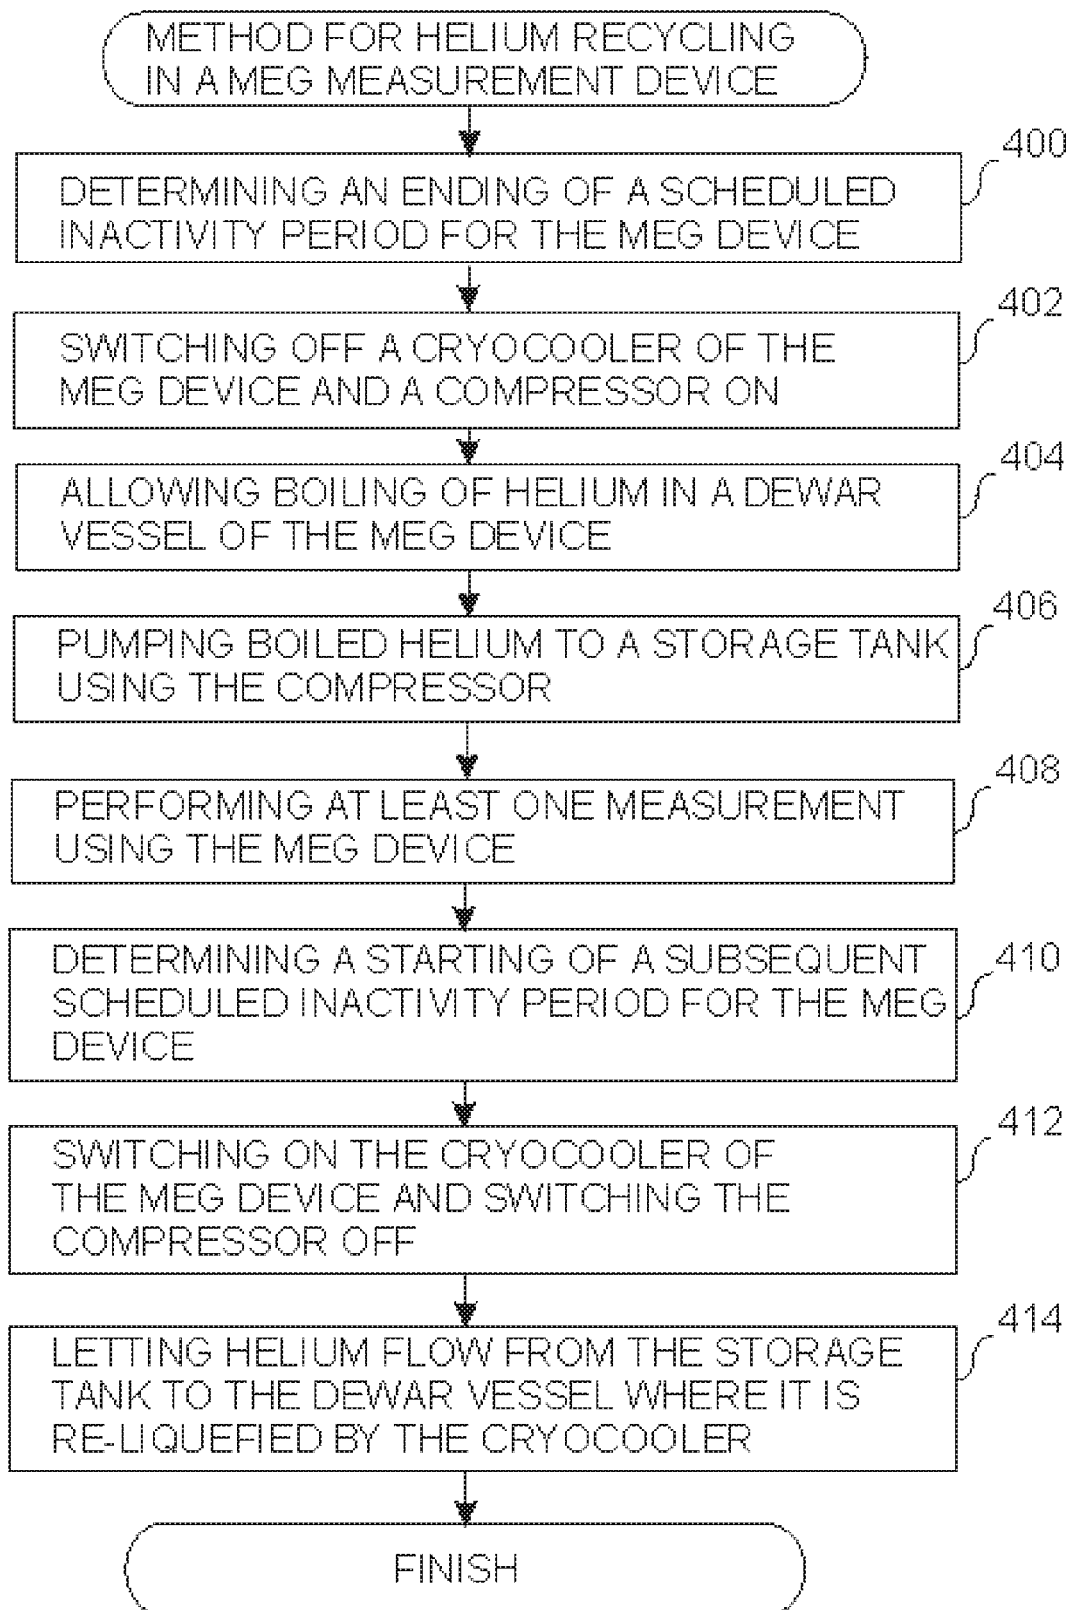 METHOD FOR HELIUM RECYCLING
IN A MEG MEASUREMENT DEVICE
400
DETERMINING AN ENDING OF A SCHEDULED
INACTIVITY PERIOD FOR THE MEG DEVICE
402
SWITCHING OFF A CRYOCOOLER OF THE
MEG DEVICE AND A COMPRESSOR ON
404
ALLOWING BOILING OF HELIUM IN A DEWAR
VESSEL OF THE MEG DEVICE
406
PUMPING BOILED HELIUM TO A STORAGE TANK
USING THE COMPRESSOR
408
PERFORMING AT LEAST ONE MEASUREMENT
USING THE MEG DEVICE
410
DETERMINING A STARTING OF A SUBSEQUENT
SCHEDULED INACTIVITY PERIOD FOR THE MEG
DEVICE
412
SWITCHING ON THE CRYOCOOLER OF
THE MEG DEVICE AND SWITCHING THE
COMPRESSOR OFF
414
LETTING HELIUM FLOW FROM THE STORAGE
TANK TO THE DEWAR VESSEL WHERE IT IS
RE-LIQUEFIED BY THE CRYOCOOLER
FINISH